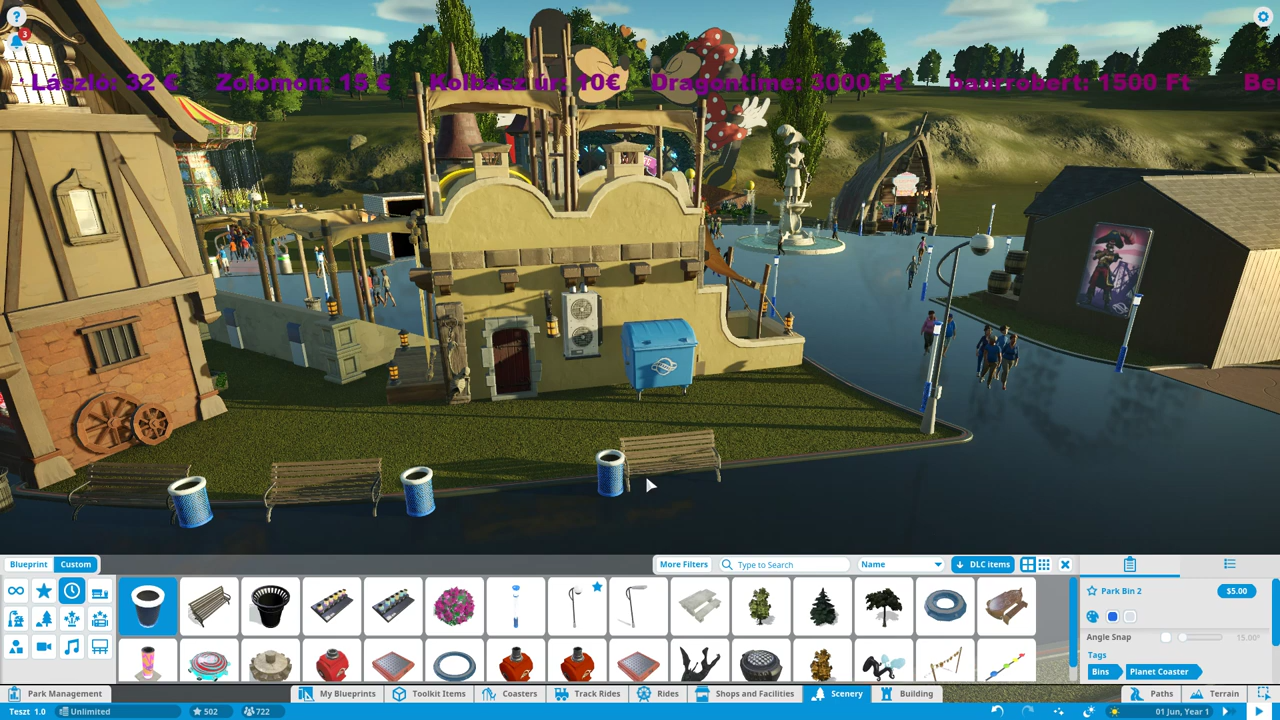 ?
3
László: 32 € Zolomon: 15 € Kolbász úr: 10€ Dragontime: 3000 Ft baurrobert: 1500 Ft
Blueprint Custom More Filters Type to Search Name DLC items
Park Bin 2 $5.00
Angle Snap 15.00°
Tags
Bins Planet Coaster
Park Management My Blueprints Toolkit Items Coasters Track Rides Rides Shops and Facilities Scenery Building Paths Terrain
Teszt 1.0 Unlimited 502 722 01 Jun, Year 1